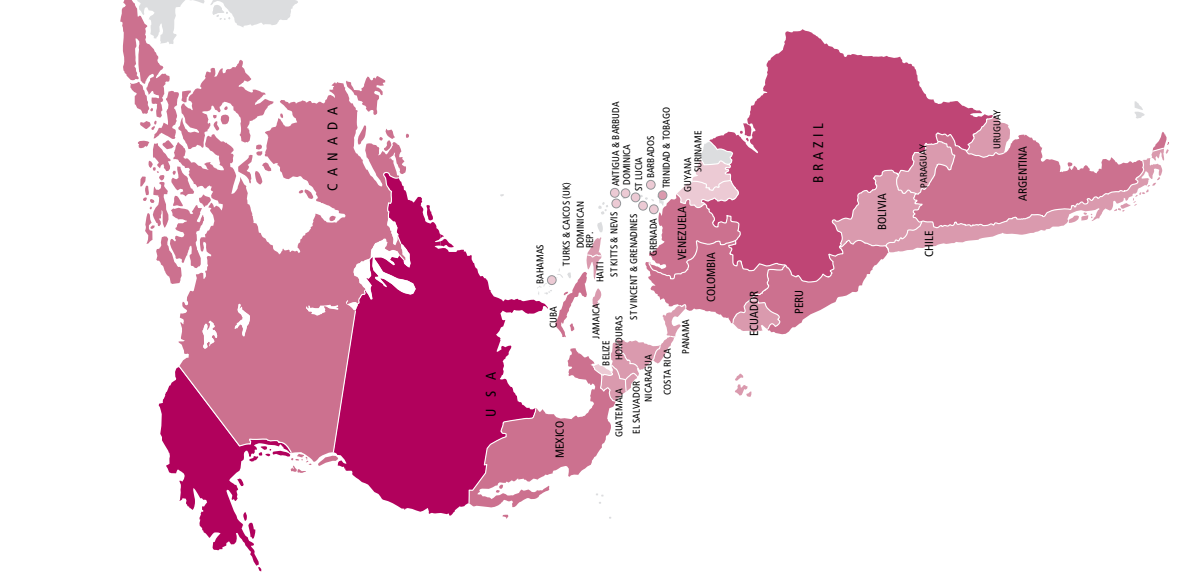 CANADA
USA
MEXICO
BAHAMAS
CUBA
TURKS & CAICOS (UK)
DOMINICAN
REP.
HAITI
JAMAICA
BELIZE
HONDURAS
GUATEMALA
EL SALVADOR
NICARAGUA
COSTA RICA
PANAMA
ANTIGUA & BARBUDA
DOMINICA
ST LUCIA
BARBADOS
TRINIDAD & TOBAGO
ST KITTS & NEVIS
ST VINCENT & GRENADINES
GRENADA
GUYANA
SURINAME
VENEZUELA
COLOMBIA
ECUADOR
PERU
BRAZIL
BOLIVIA
PARAGUAY
URUGUAY
ARGENTINA
CHILE